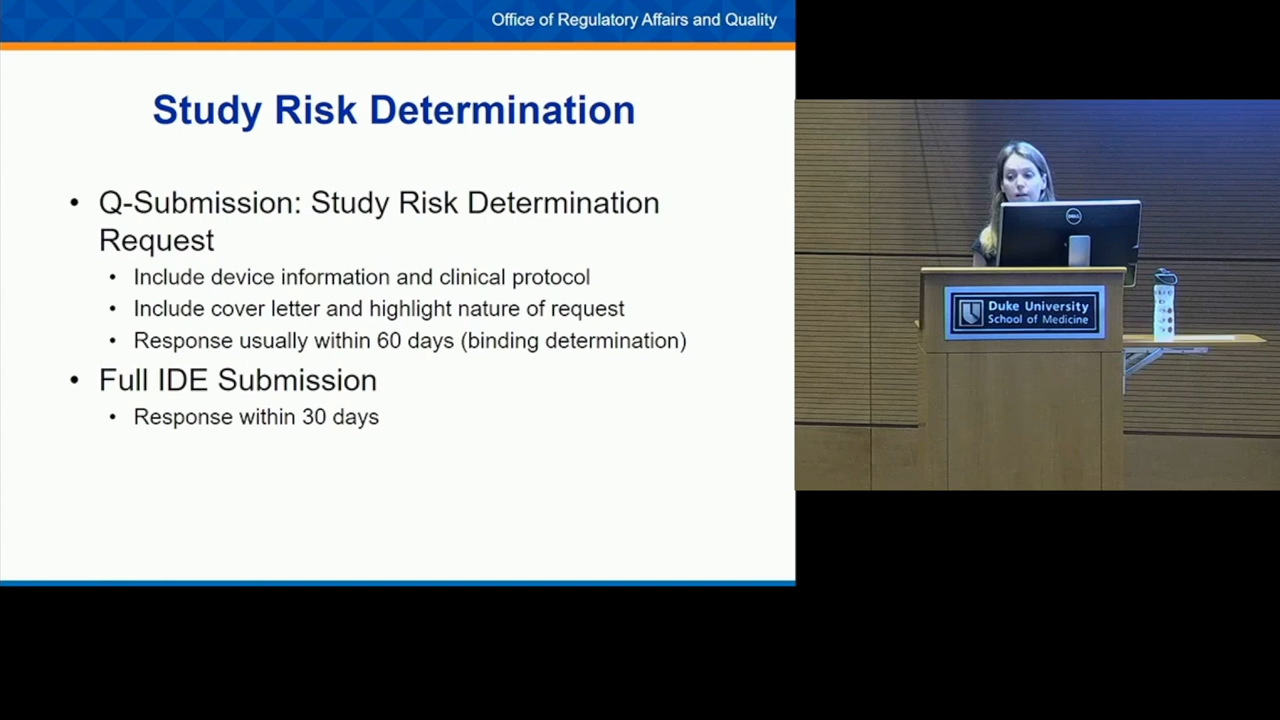 Office of Regulatory Affairs and Quality
Study Risk Determination
• Q-Submission: Study Risk Determination
Request
• Include device information and clinical protocol
• Include cover letter and highlight nature of request
• Response usually within 60 days (binding determination)
• Full IDE Submission
• Response within 30 days
DELL
Duke University
School of Medicine